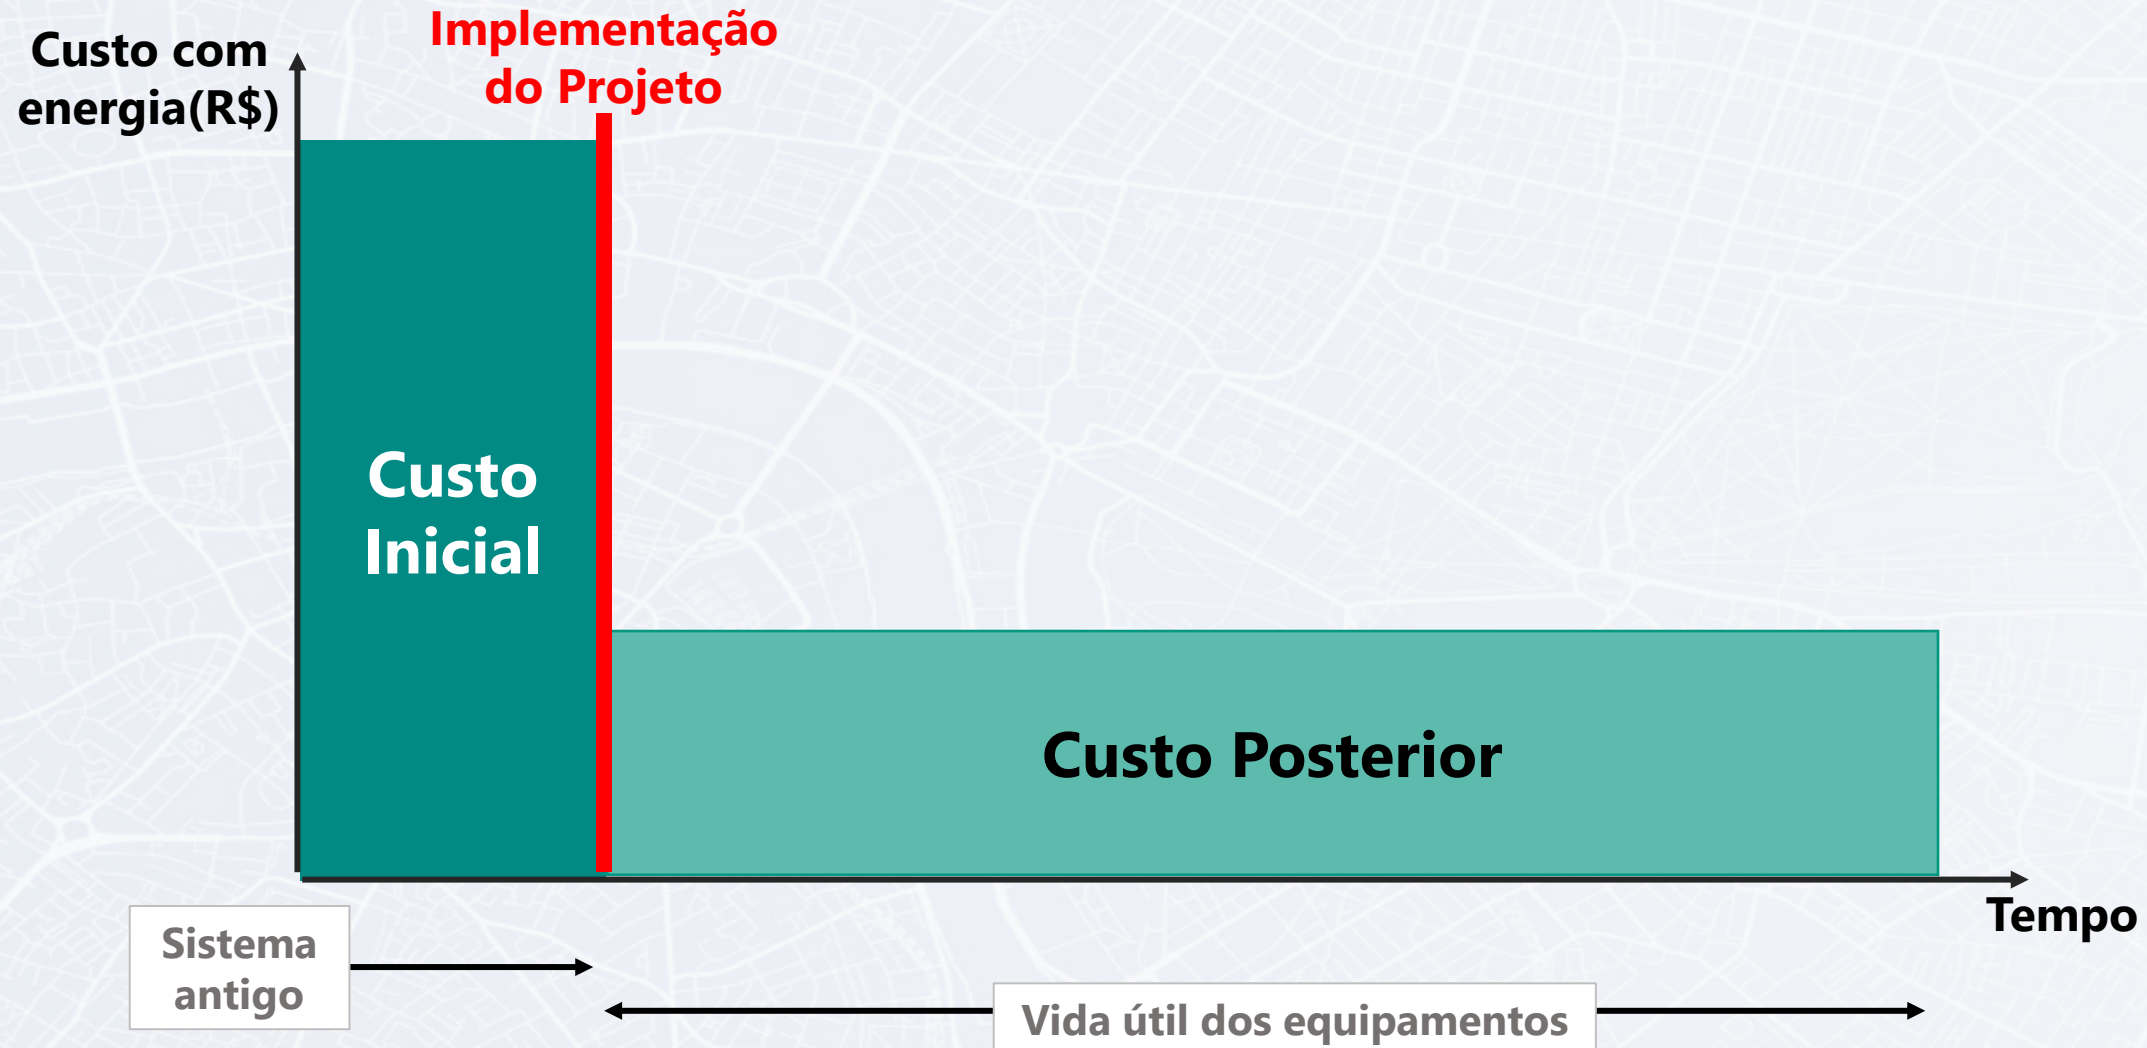 Custo com
energia(R$)
Implementação
do Projeto
Custo
Inicial
Custo Posterior
Tempo
Sistema
antigo
Vida útil dos equipamentos